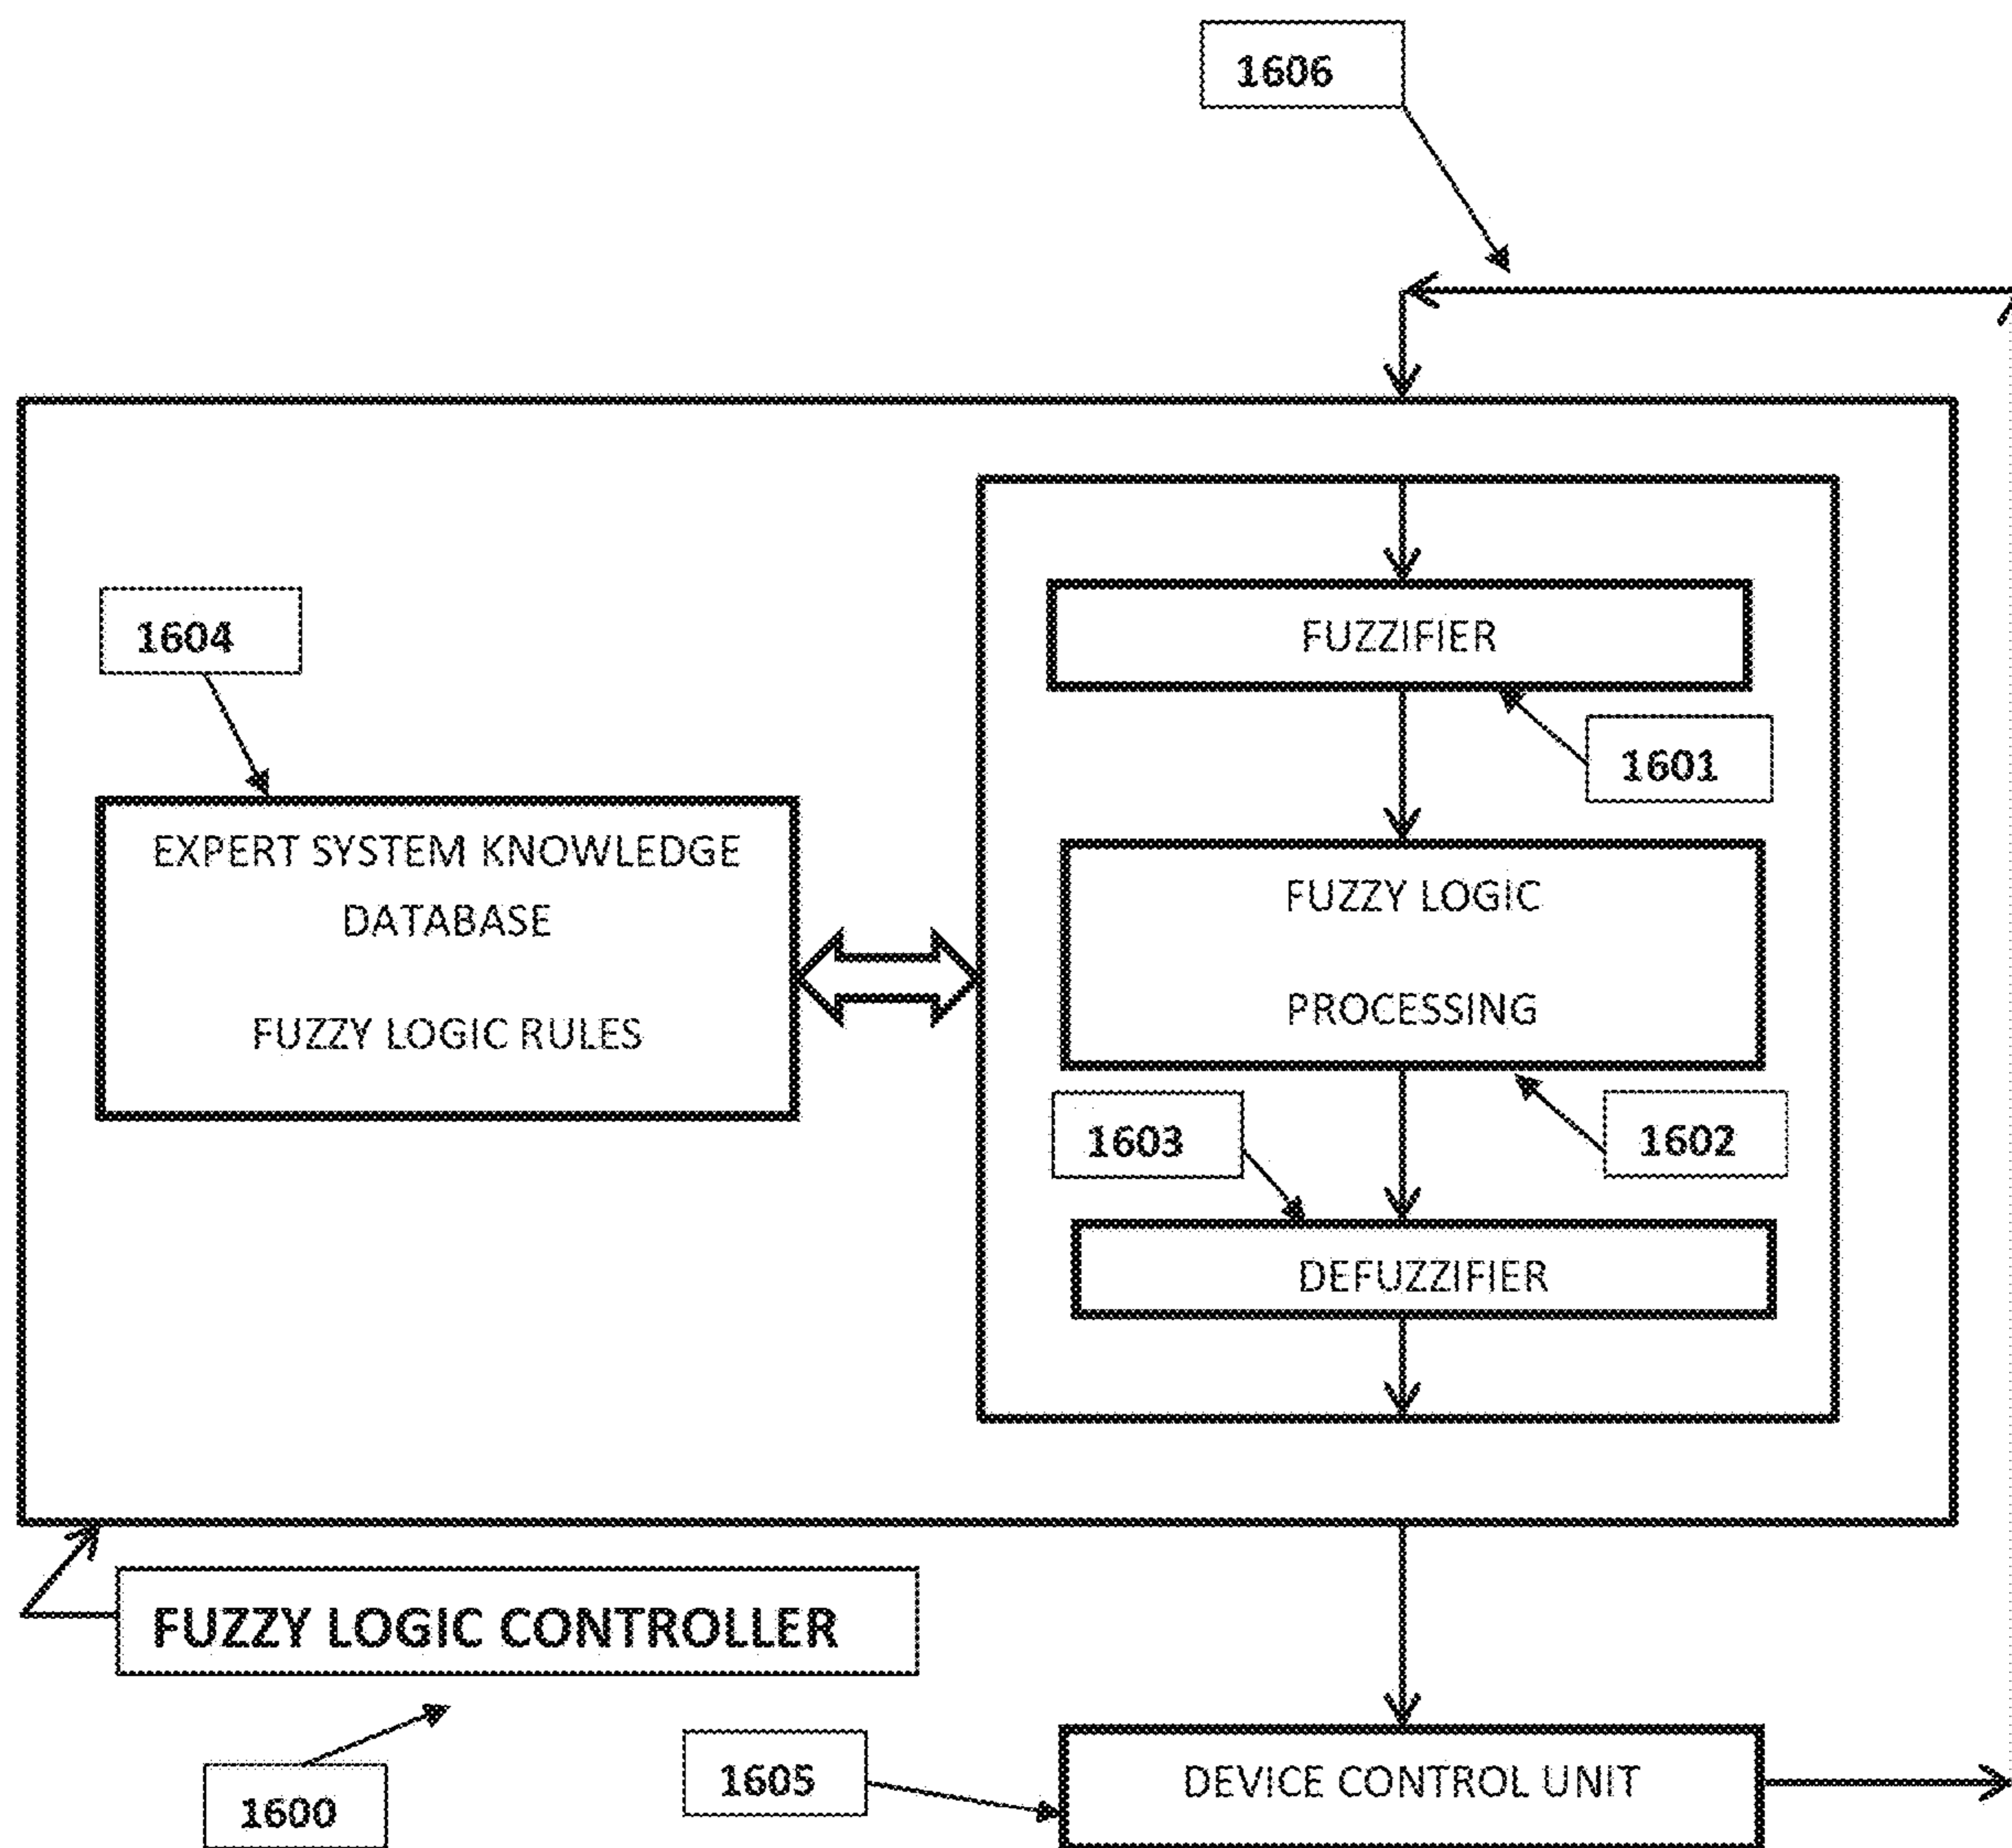 1606
1604
FUZZIFIER
1601
EXPERT SYSTEM KNOWLEDGE
DATABASE
FUZZY LOGIC RULES
FUZZY LOGIC
PROCESSING
1603
1602
DEFUZZIFIER
FUZZY LOGIC CONTROLLER
1600
1605
DEVICE CONTROL UNIT